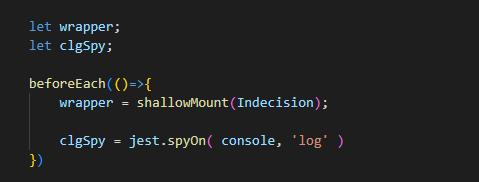 let wrapper;
let clgSpy;
beforeEach(()=>{
wrapper = shallowMount(Indecision);
clgSpy = jest.spyOn( console, 'log' )
})